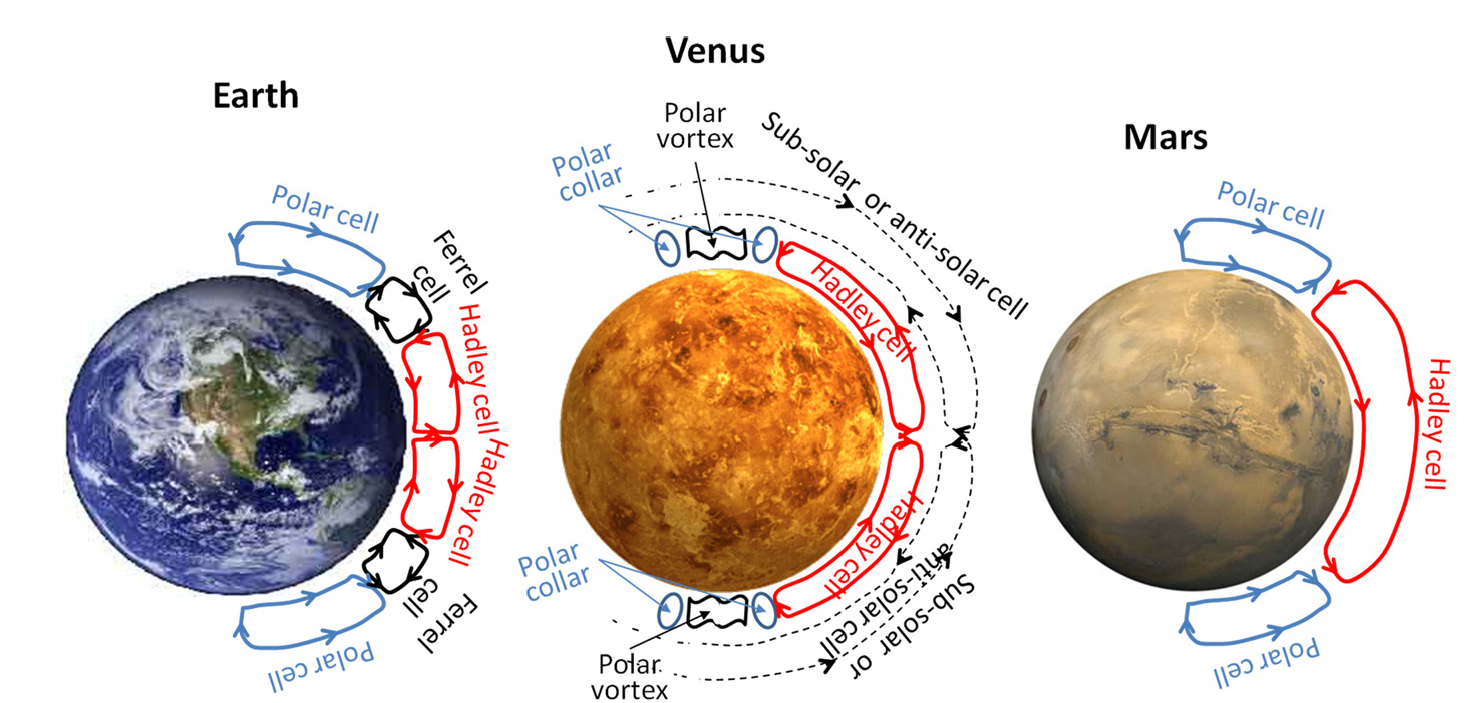 Earth
Polar cell
Ferrel
cell
Hadley cell
Hadley cell
Ferrel
cell
Polar cell
Venus
Polar
vortex
Polar
collar
Sub-solar or anti-solar cell
Hadley cell
Hadley cell
Sub-solar or
anti-solar cell
Polar
collar
Polar
vortex
Mars
Polar cell
Hadley cell
Polar cell